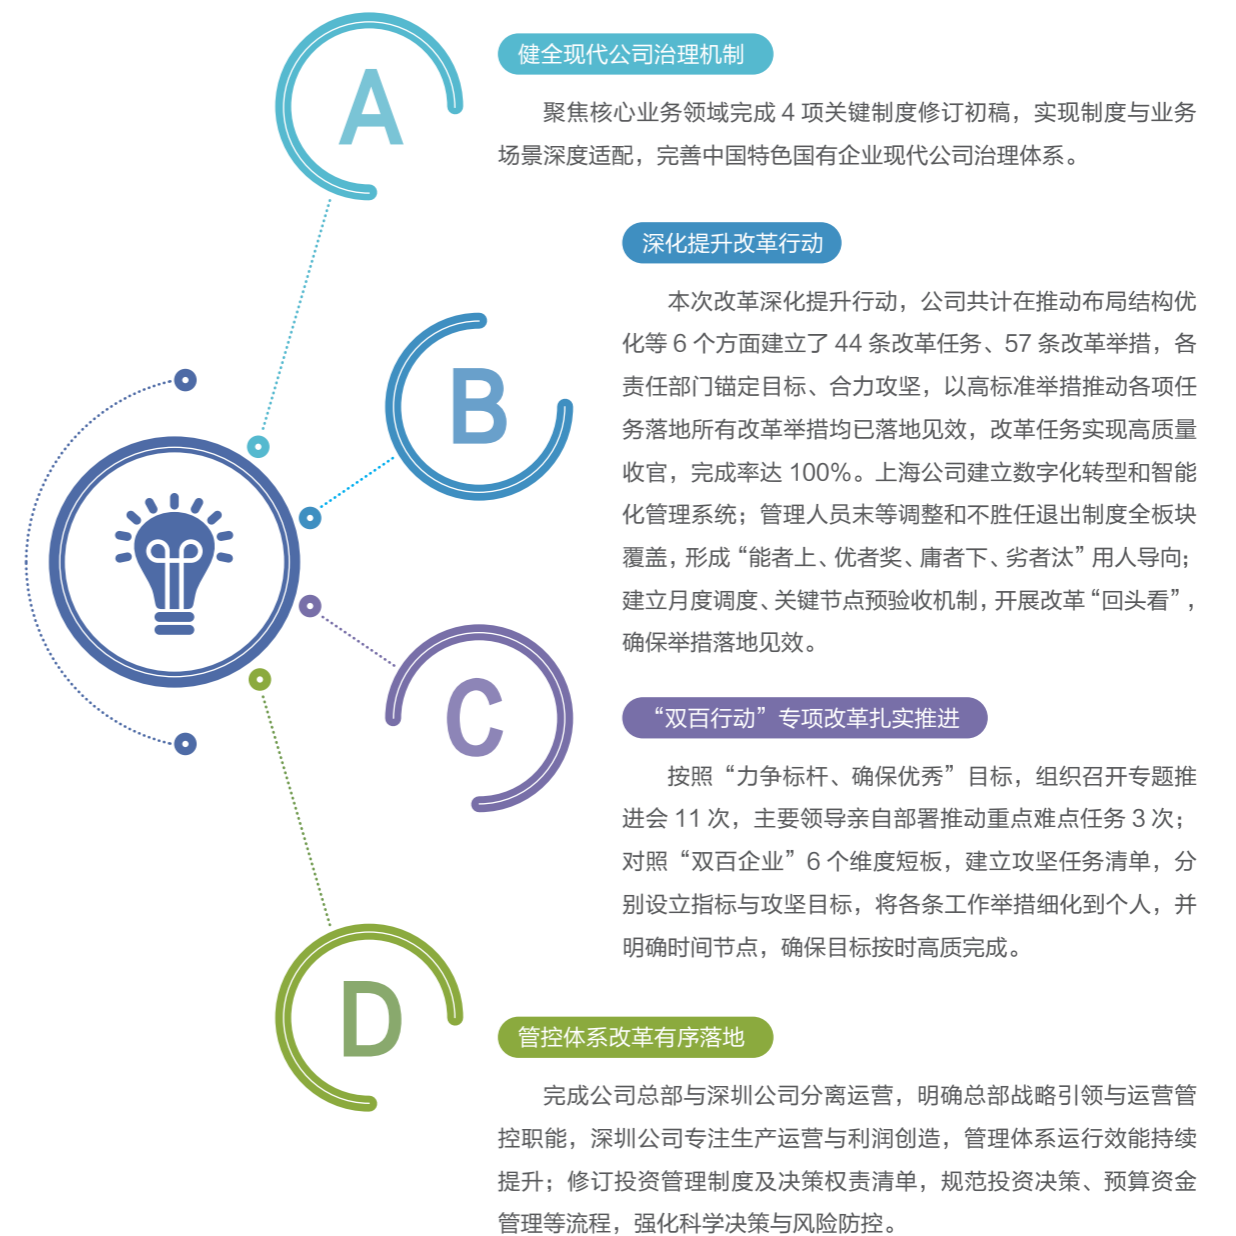 A
健全现代公司治理机制
聚焦核心业务领域完成 4 项关键制度修订初稿，实现制度与业务
场景深度适配，完善中国特色国有企业现代公司治理体系。
B
深化提升改革行动
本次改革深化提升行动，公司共计在推动布局结构优
化等 6 个方面建立了 44 条改革任务、57 条改革举措，各
责任部门锚定目标、合力攻坚，以高标准举措推动各项任
务落地所有改革举措均已落地见效，改革任务实现高质量
收官，完成率达 100%。上海公司建立数字化转型和智能
化管理系统；管理人员末等调整和不胜任退出制度全板块
覆盖，形成“能者上、优者奖、庸者下、劣者汰”用人导向；
建立月度调度、关键节点预验收机制，开展改革“回头看”，
确保举措落地见效。
C
“双百行动”专项改革扎实推进
按照“力争标杆、确保优秀”目标，组织召开专题推
进会 11 次，主要领导亲自部署推动重点难点任务 3 次；
对照“双百企业”6 个维度短板，建立攻坚任务清单，分
别设立指标与攻坚目标，将各条工作举措细化到个人，并
明确时间节点，确保目标按时高质完成。
D
管控体系改革有序落地
完成公司总部与深圳公司分离运营，明确总部战略引领与运营管
控职能，深圳公司专注生产运营与利润创造，管理体系运行效能持续
提升；修订投资管理制度及决策权责清单，规范投资决策、预算资金
管理等流程，强化科学决策与风险防控。